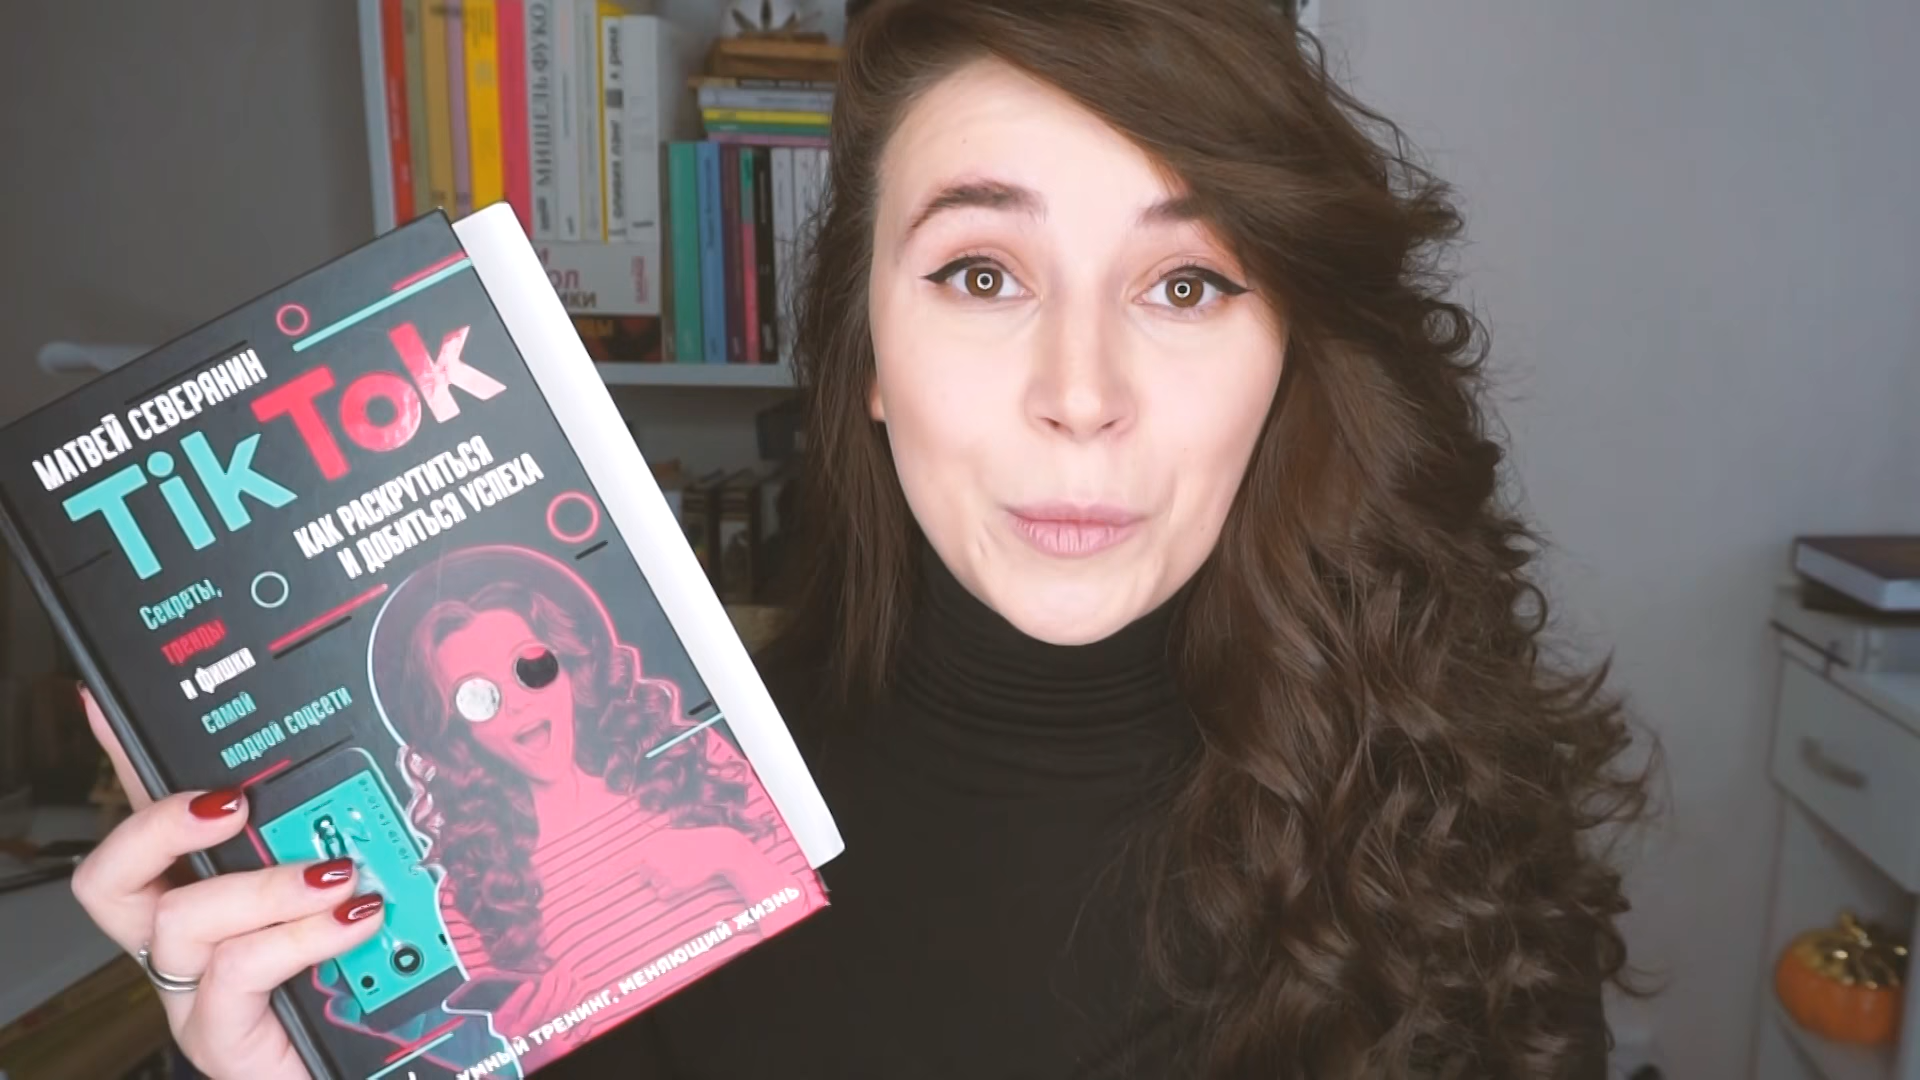 МИШЕЛЬ ФУКО
МАТВЕЙ СЕВЕРЯНИН
TikTok
КАК РАСКРУТИТЬСЯ
И ДОБИТЬСЯ УСПЕХА
Секреты,
тренды
и фишки
самой
модной соцсети
ТРЕНИНГ, МЕНЯЮЩИЙ ЖИЗНЬ